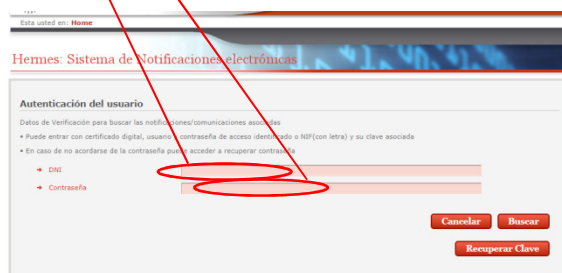 Esta usted en: Home
Hermes: Sistema de Notificaciones electrónicas
Autenticación del usuario
Datos de Verificación para buscar las notificaciones/comunicaciones asociadas
• Puede entrar con certificado digital, usuario y contraseña de acceso identificado o NIF(con letra) y su clave asociada
• En caso de no acordarse de la contraseña puede acceder a recuperar contraseña
➔ DNI
➔ Contraseña
Cancelar Buscar
Recuperar Clave